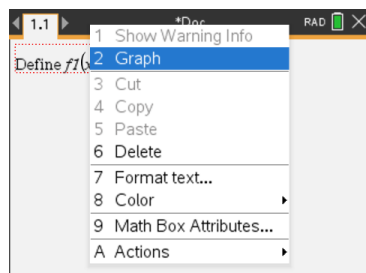 1.1
*Doc
RAD
Define f1(
1 Show Warning Info
2 Graph
3 Cut
4 Copy
5 Paste
6 Delete
7 Format text...
8 Color
9 Math Box Attributes...
A Actions